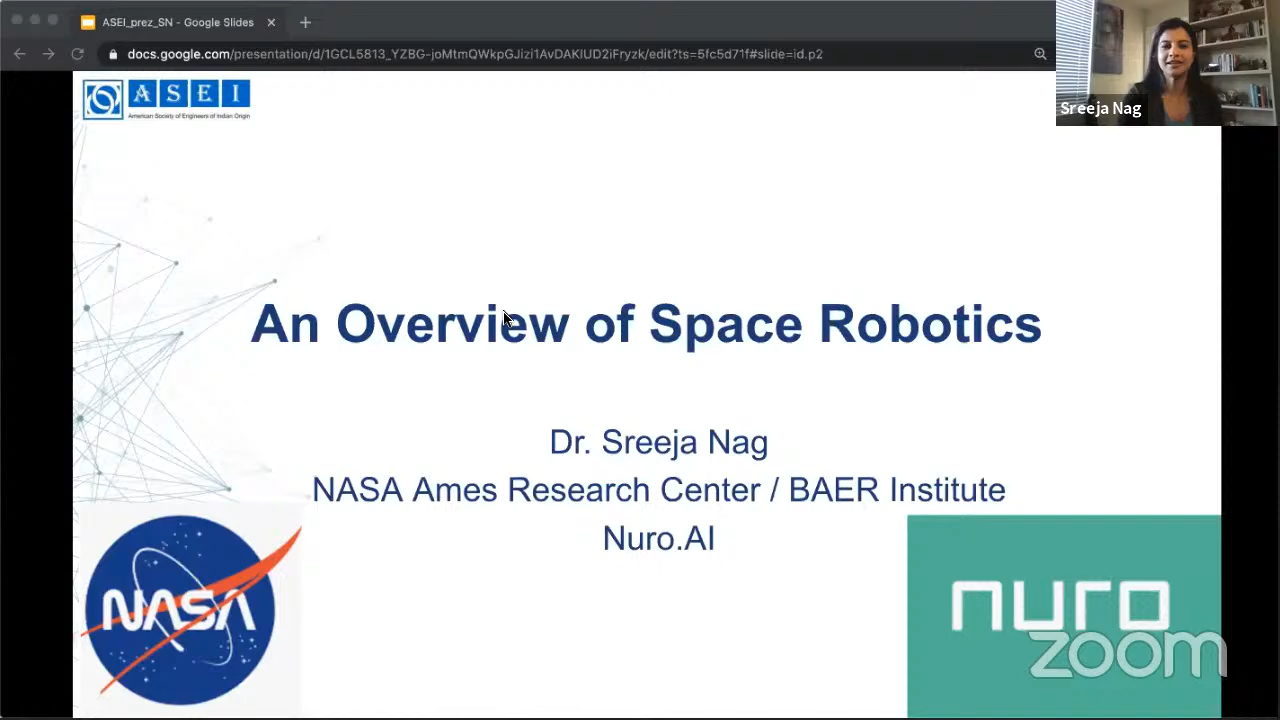 ASEI_prez_SN - Google Slides
docs.google.com/presentation/d/1GCL5813_YZBG-joMtmQWkpGJizi1AvDAKlUD2iFryzk/edit?ts=5fc5d71f#slide=id.p2
Sreeja Nag
ASEI
American Society of Engineers of Indian Origin
An Overview of Space Robotics
Dr. Sreeja Nag
NASA Ames Research Center / BAER Institute
Nuro.AI
NASA
nuro
zoom